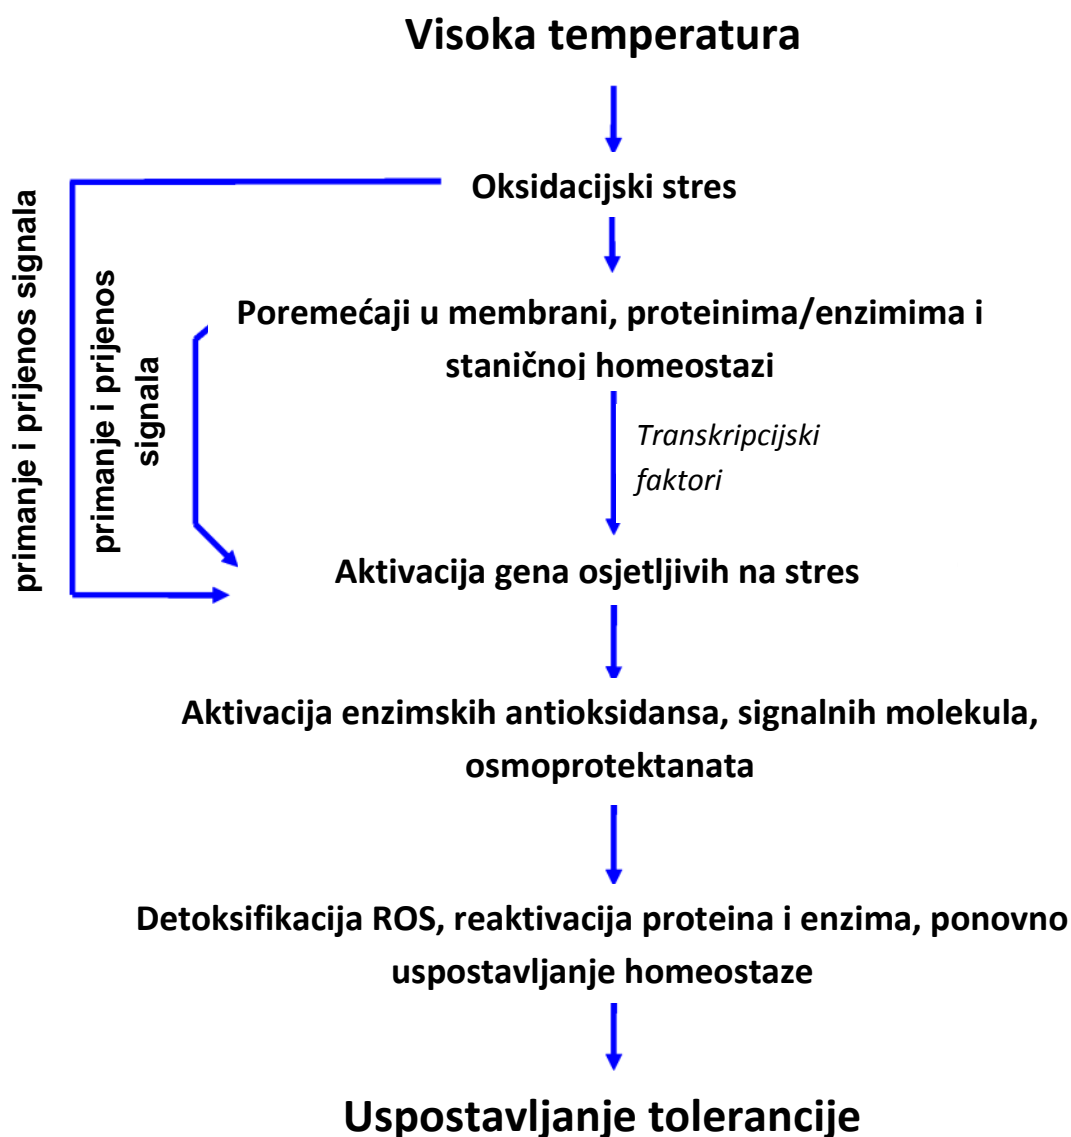 Visoka temperatura
Oksidacijski stres
primanje i prijenos signala
primanje i prijenos
signala
Poremećaji u membrani, proteinima/enzimima i
staničnoj homeostazi
Transkripcijski
faktori
Aktivacija gena osjetljivih na stres
Aktivacija enzimskih antioksidansa, signalnih molekula,
osmoprotektanata
Detoksifikacija ROS, reaktivacija proteina i enzima, ponovno
uspostavljanje homeostaze
Uspostavljanje tolerancije